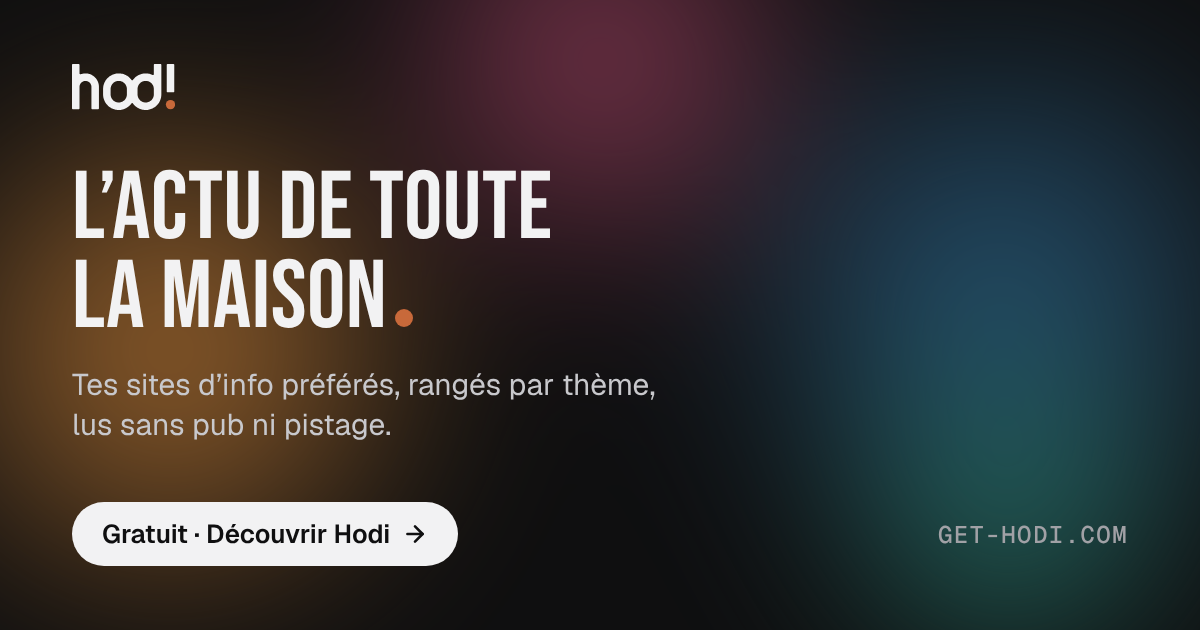 hod!
L’ACTU DE TOUTE
LA MAISON.
Tes sites d’info préférés, rangés par thème,
lus sans pub ni pistage.
Gratuit · Découvrir Hodi →
GET-HODI.COM